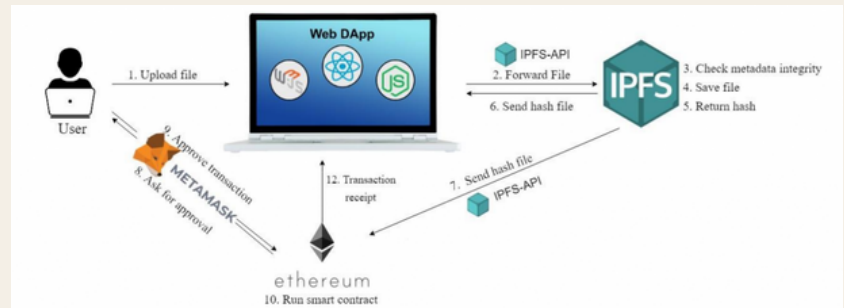 Web DApp
W3JS
JS
IPFS-API
1. Upload file
2. Forward File
IPFS
3. Check metadata integrity
4. Save file
5. Return hash
6. Send hash file
User
9. Approve transaction
METAMASK
8. Ask for approval
12. Transaction
receipt
7. Send hash file
IPFS-API
ethereum
10. Run smart contract